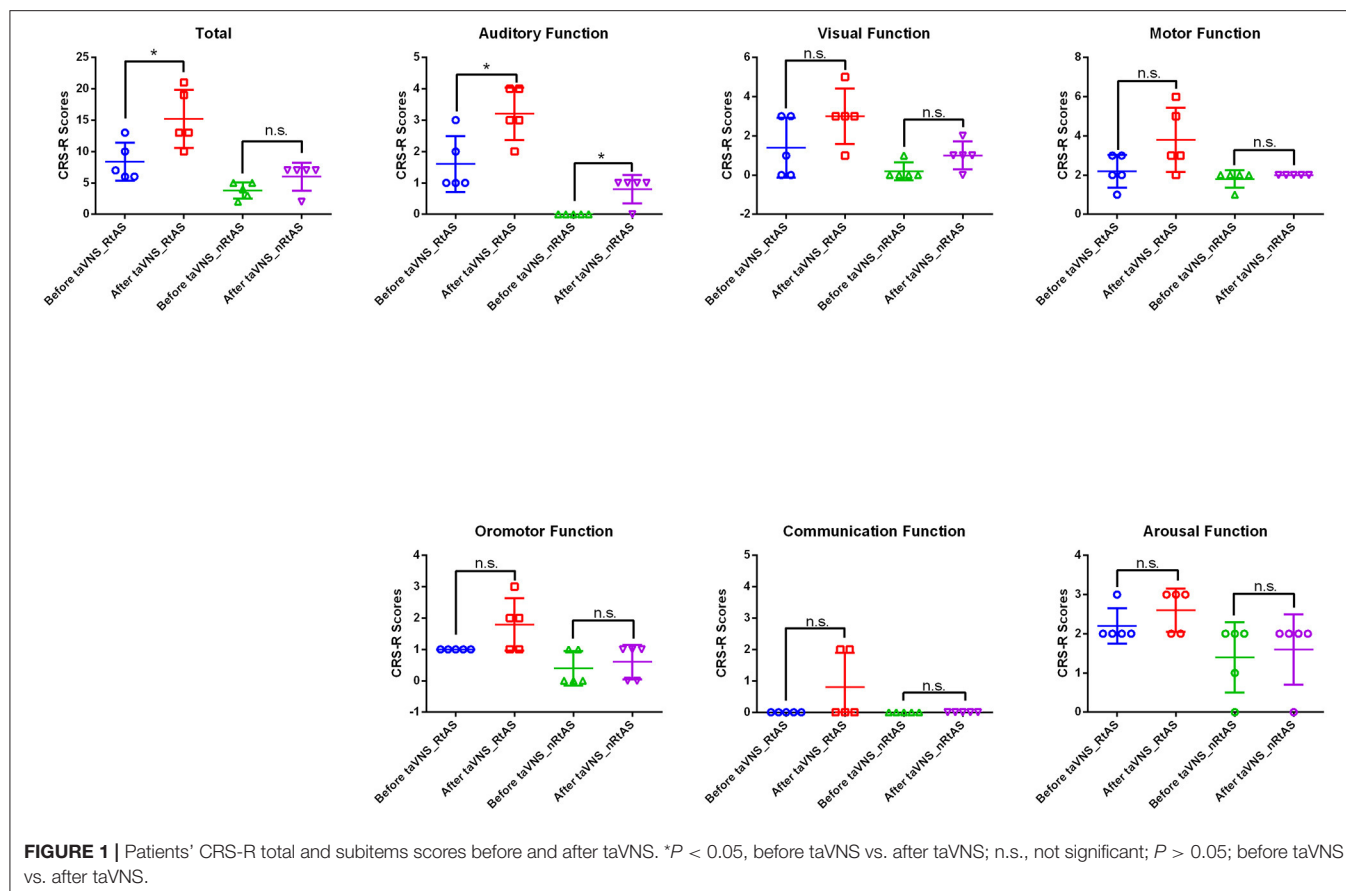 Total
CRS-R Scores
25
20
15
10
5
0
*
n.s.
Before taVNS_RtAS
After taVNS_RtAS
Before taVNS_nRtAS
After taVNS_nRtAS
Auditory Function
CRS-R Scores
5
4
3
2
1
0
*
*
Before taVNS_RtAS
After taVNS_RtAS
Before taVNS_nRtAS
After taVNS_nRtAS
Visual Function
CRS-R Scores
6
4
2
0
-2
n.s.
n.s.
Before taVNS_RtAS
After taVNS_RtAS
Before taVNS_nRtAS
After taVNS_nRtAS
Motor Function
CRS-R Scores
8
6
4
2
0
n.s.
n.s.
Before taVNS_RtAS
After taVNS_RtAS
Before taVNS_nRtAS
After taVNS_nRtAS
Oromotor Function
CRS-R Scores
4
3
2
1
0
-1
n.s.
n.s.
Before taVNS_RtAS
After taVNS_RtAS
Before taVNS_nRtAS
After taVNS_nRtAS
Communication Function
CRS-R Scores
5
4
3
2
1
0
n.s.
n.s.
Before taVNS_RtAS
After taVNS_RtAS
Before taVNS_nRtAS
After taVNS_nRtAS
Arousal Function
CRS-R Scores
4
3
2
1
0
n.s.
n.s.
Before taVNS_RtAS
After taVNS_RtAS
Before taVNS_nRtAS
After taVNS_nRtAS
FIGURE 1 | Patients' CRS-R total and subitems scores before and after taVNS. *P < 0.05, before taVNS vs. after taVNS; n.s., not significant; P > 0.05; before taVNS
vs. after taVNS.